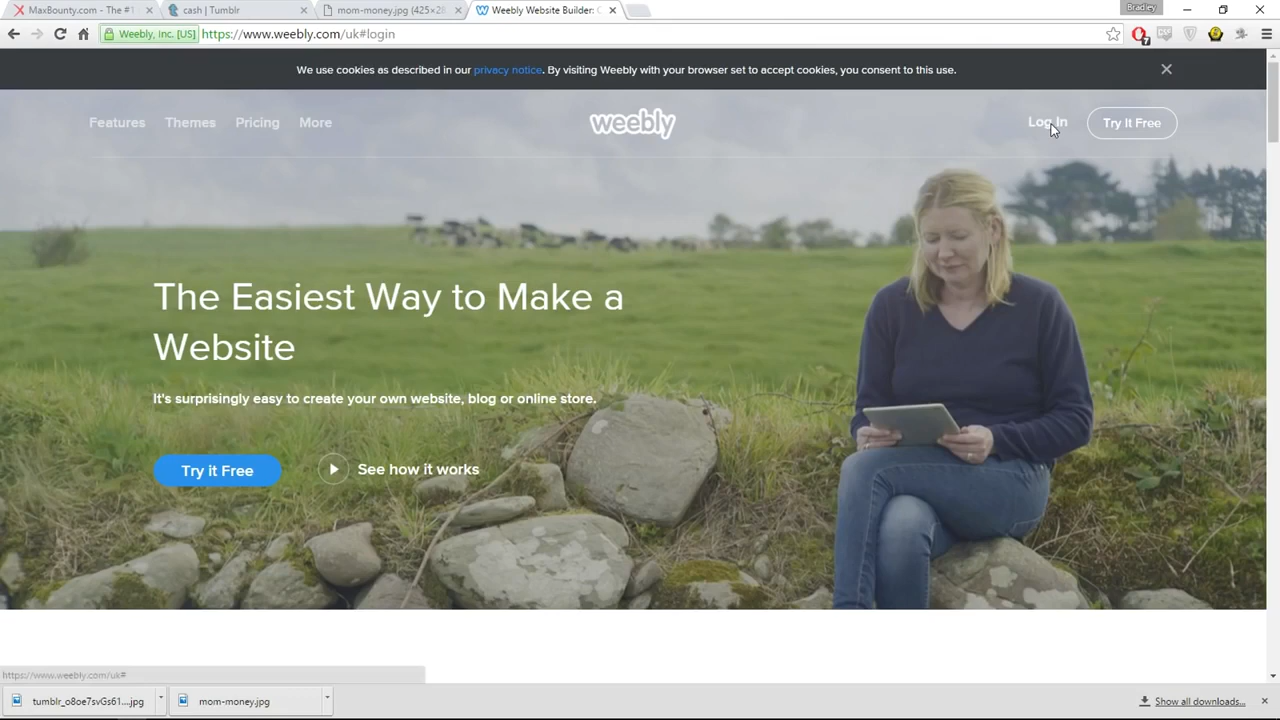 MaxBounty.com - The #1
cash | Tumblr
mom-money.jpg (425×28
Weebly Website Builder: C
Bradley
Weebly, Inc. [US]
https://www.weebly.com/uk#login
We use cookies as described in our privacy notice. By visiting Weebly with your browser set to accept cookies, you consent to this use.
Features
Themes
Pricing
More
weebly
Log In
Try It Free
The Easiest Way to Make a
Website
It's surprisingly easy to create your own website, blog or online store.
Try it Free
See how it works
https://www.weebly.com/uk#
tumblr_o8oe7svGs61...jpg
mom-money.jpg
Show all downloads...